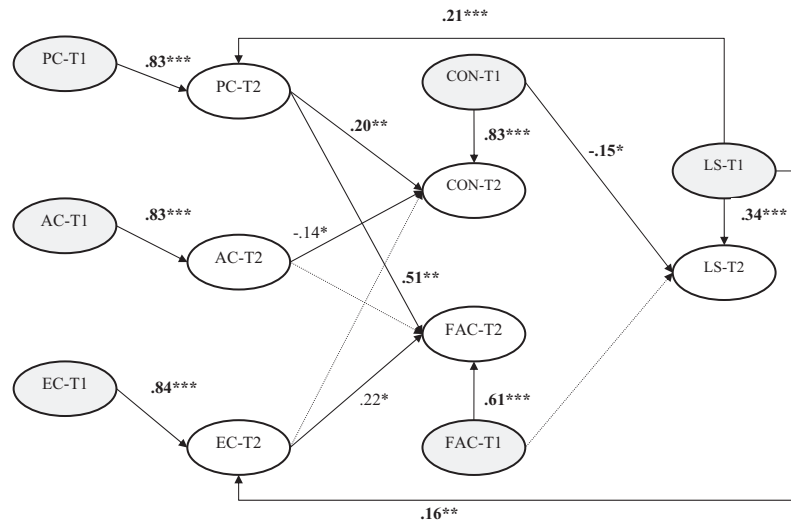 .21***
PC-T1
.83***
PC-T2
CON-T1
.20**
.83***
-.15*
LS-T1
CON-T2
.34***
AC-T1
.83***
AC-T2
-.14*
LS-T2
.51**
FAC-T2
EC-T1
.84***
.22*
.61***
EC-T2
FAC-T1
.16**